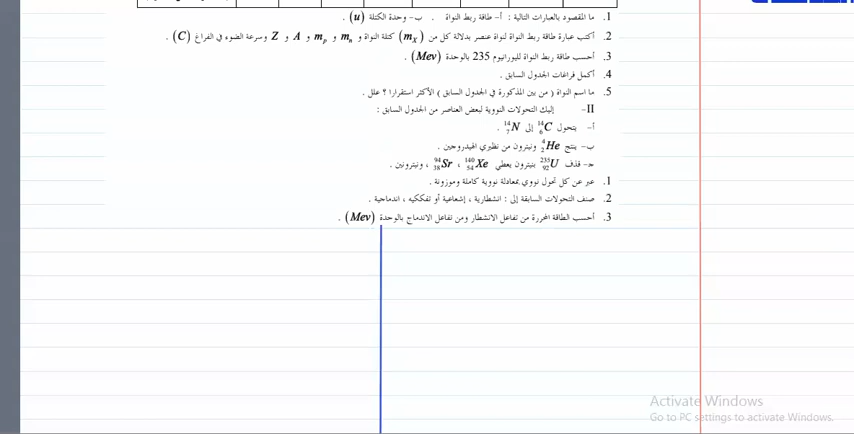 1. ما المقصود بالعبارات التالية : أ- طاقة ربط النواة . ب- وحدة الكتلة (u) .
2. أكتب عبارة طاقة ربط النواة لنواة عنصر بدلالة كل من (m_X) كتلة النواة و m_n و m_p و A و Z وسرعة الضوء في الفراغ (C) .
3. أحسب طاقة ربط النواة لليورانيوم 235 بالوحدة (Mev) .
4. أكمل فراغات الجدول السابق .
5. ما اسم النواة ( من بين المذكورة في الجدول السابق ) الأكثر استقرارا ؟ علل .
II- إليك التحولات النووية لبعض العناصر من الجدول السابق :
أ- يتحول ¹⁴₆C إلى ¹⁴₇N .
ب- ينتج ⁴₂He ونيترون من نظيري الهيدروجين .
جـ- قذف ²³⁵₉₂U بنيترون يعطي ¹⁴⁰₅₄Xe ، ⁹⁴₃₈Sr ، ونيترونين .
1. عبر عن كل تحول نووي بمعادلة نووية كاملة وموزونة .
2. صنف التحولات السابقة إلى : انشطارية ، إشعاعية أو تفككيه ، اندماجية .
3. أحسب الطاقة المحررة من تفاعل الانشطار ومن تفاعل الاندماج بالوحدة (Mev) .
Activate Windows
Go to PC settings to activate Windows.